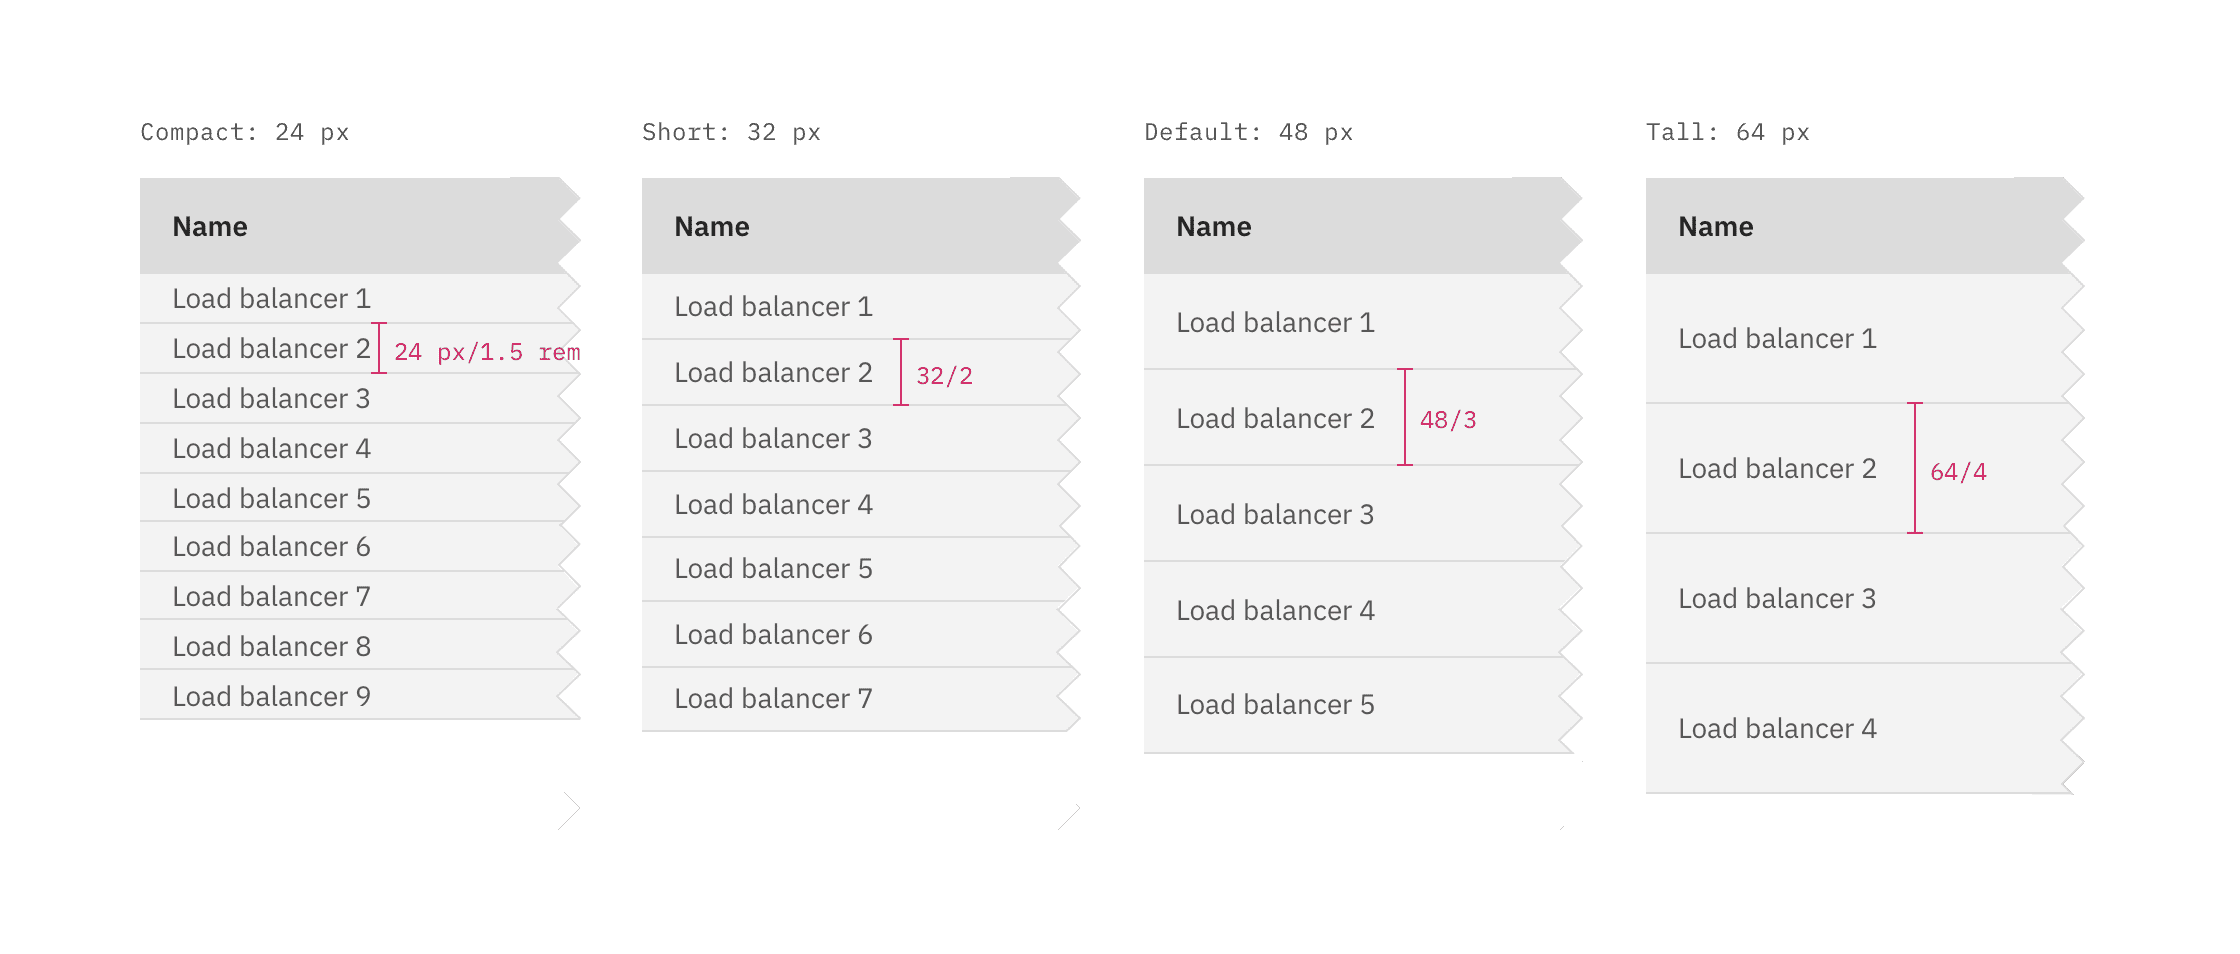 Compact: 24 px
Name
Load balancer 1
Load balancer 2
24 px/1.5 rem
Load balancer 3
Load balancer 4
Load balancer 5
Load balancer 6
Load balancer 7
Load balancer 8
Load balancer 9
Short: 32 px
Name
Load balancer 1
Load balancer 2
32/2
Load balancer 3
Load balancer 4
Load balancer 5
Load balancer 6
Load balancer 7
Default: 48 px
Name
Load balancer 1
Load balancer 2
48/3
Load balancer 3
Load balancer 4
Load balancer 5
Tall: 64 px
Name
Load balancer 1
Load balancer 2
64/4
Load balancer 3
Load balancer 4